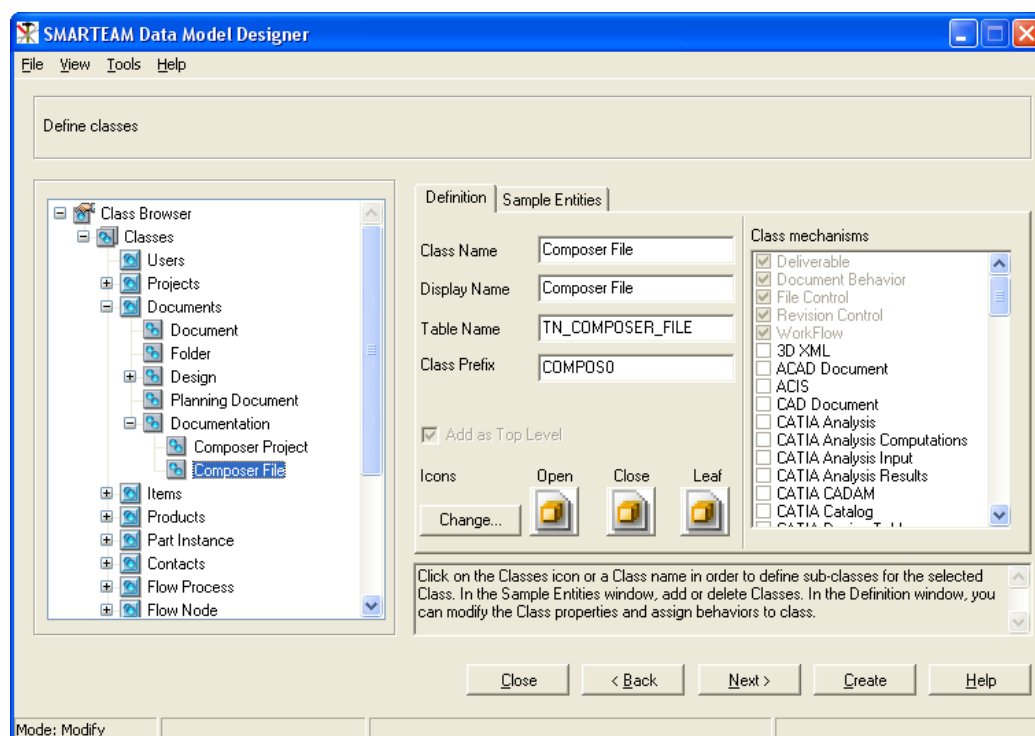 SMARTEAM Data Model Designer
File View Tools Help
Define classes
Class Browser
Classes
Users
Projects
Documents
Document
Folder
Design
Planning Document
Documentation
Composer Project
Composer File
Items
Products
Part Instance
Contacts
Flow Process
Flow Node
Definition Sample Entities
Class Name Composer File
Display Name Composer File
Table Name TN_COMPOSER_FILE
Class Prefix COMPOS0
Add as Top Level
Icons Open Close Leaf
Change...
Class mechanisms
Deliverable
Document Behavior
File Control
Revision Control
WorkFlow
3D XML
ACAD Document
ACIS
CAD Document
CATIA Analysis
CATIA Analysis Computations
CATIA Analysis Input
CATIA Analysis Results
CATIA CADAM
CATIA Catalog
Click on the Classes icon or a Class name in order to define sub-classes for the selected
Class. In the Sample Entities window, add or delete Classes. In the Definition window, you
can modify the Class properties and assign behaviors to class.
Close < Back Next > Create Help
Mode: Modify